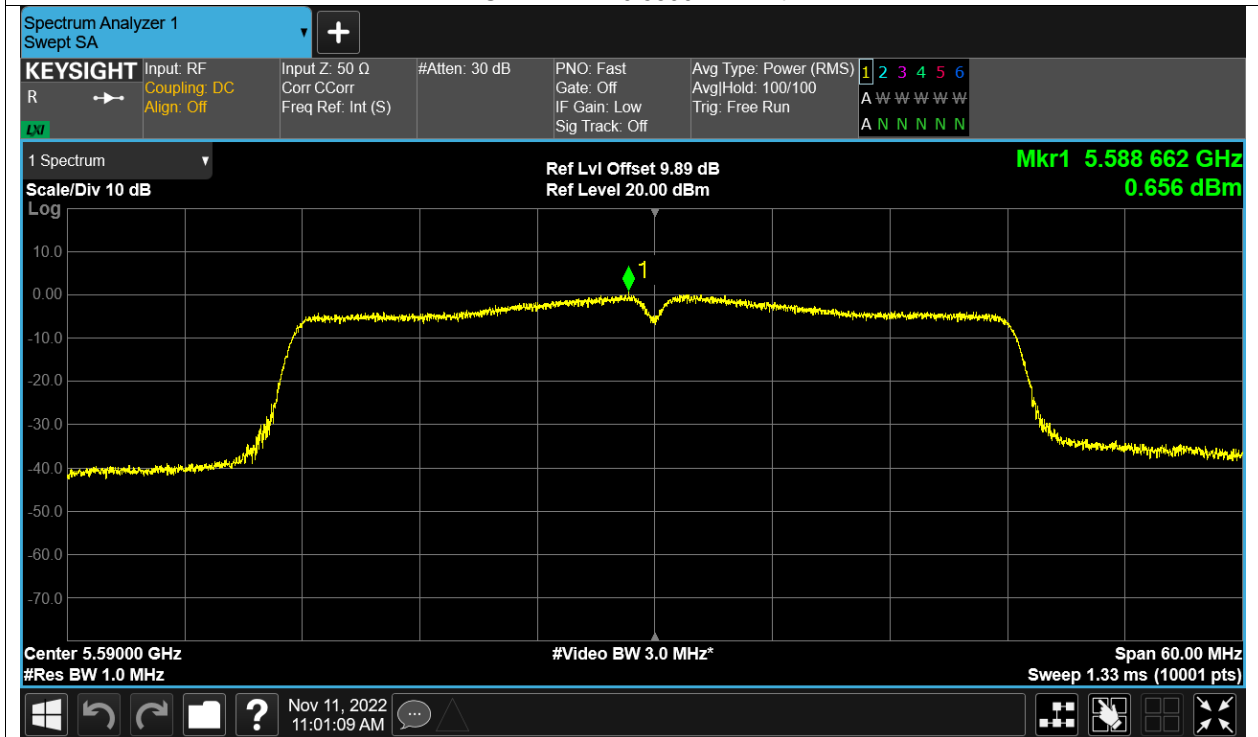 Spectrum Analyzer 1
Swept SA
+
KEYSIGHT
R
LXI
Input: RF
Coupling: DC
Align: Off
Input Z: 50 Ω
Corr CCorr
Freq Ref: Int (S)
#Atten: 30 dB
PNO: Fast
Gate: Off
IF Gain: Low
Sig Track: Off
Avg Type: Power (RMS)
Avg|Hold: 100/100
Trig: Free Run
1 2 3 4 5 6
A W W W W W
A N N N N N
1 Spectrum
Scale/Div 10 dB
Log
Ref Lvl Offset 9.89 dB
Ref Level 20.00 dBm
Mkr1 5.588 662 GHz
0.656 dBm
10.0
0.00
-10.0
-20.0
-30.0
-40.0
-50.0
-60.0
-70.0
1
Center 5.59000 GHz
#Res BW 1.0 MHz
#Video BW 3.0 MHz*
Span 60.00 MHz
Sweep 1.33 ms (10001 pts)
?
Nov 11, 2022
11:01:09 AM